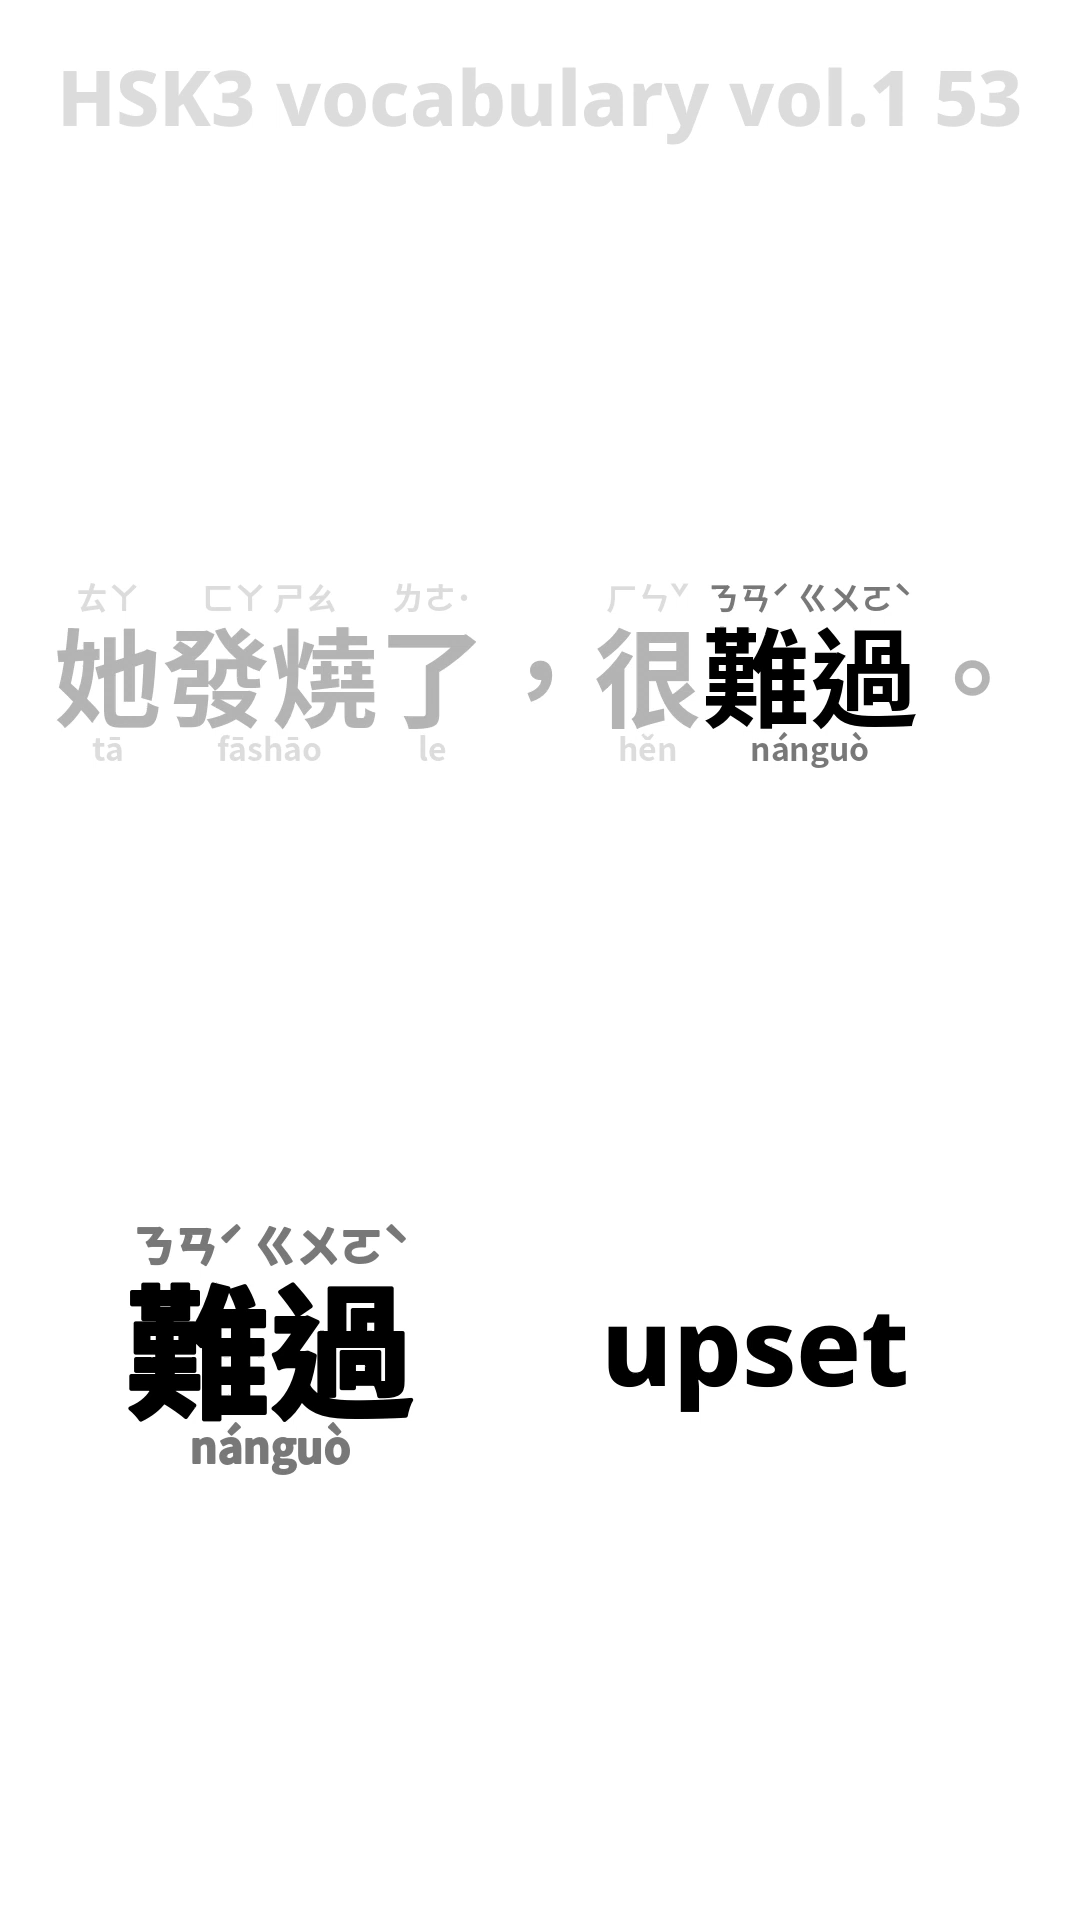 HSK3 vocabulary vol.1 53
ㄊㄚ ㄈㄚ ㄕㄠ ㄌㄜ˙ ㄏㄣˇ ㄋㄢˊ ㄍㄨㄛˋ
她發燒了，很難過。
tā fāshāo le hěn nánguò
ㄋㄢˊ ㄍㄨㄛˋ
難過
nánguò
upset